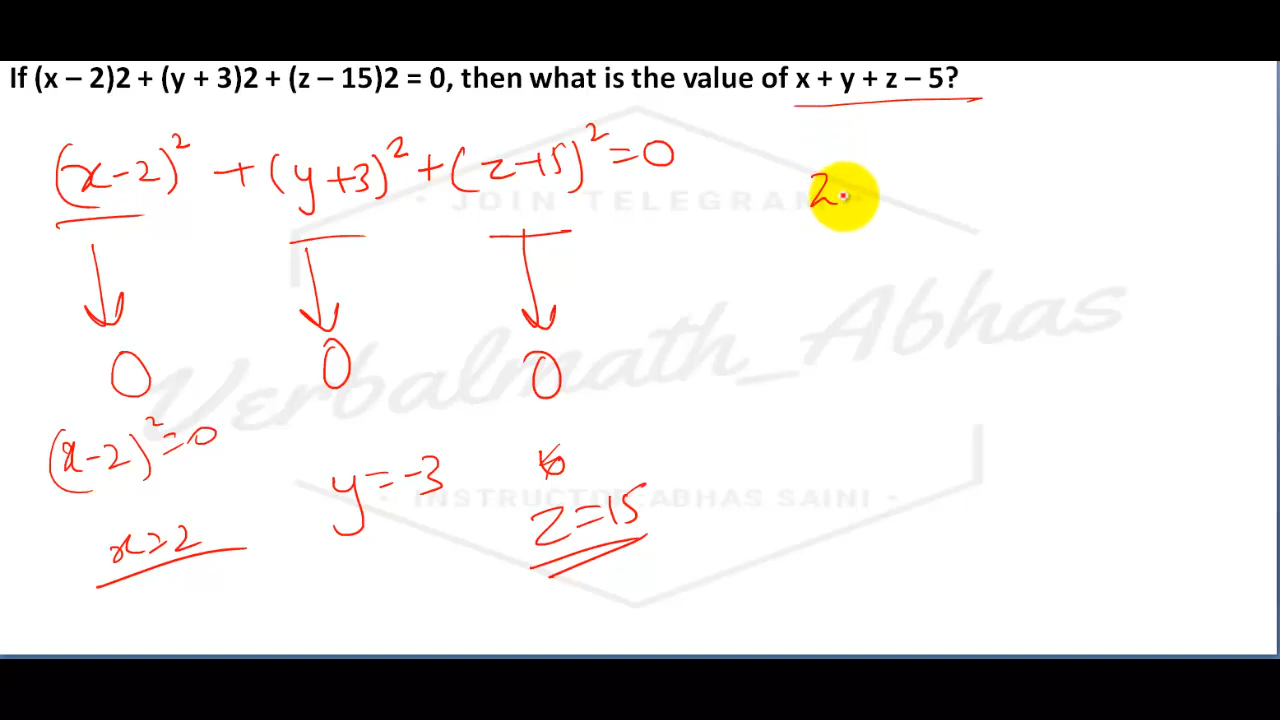 If (x – 2)2 + (y + 3)2 + (z – 15)2 = 0, then what is the value of x + y + z – 5?
(x-2)² + (y+3)² + (z-15)² = 0
2
• JOIN TELEGRAM
0 0 0
Verbalmath_Abhas
(x-2)² = 0
y = -3
• INSTRUCTOR ABHAS SAINI •
z = 15
x = 2